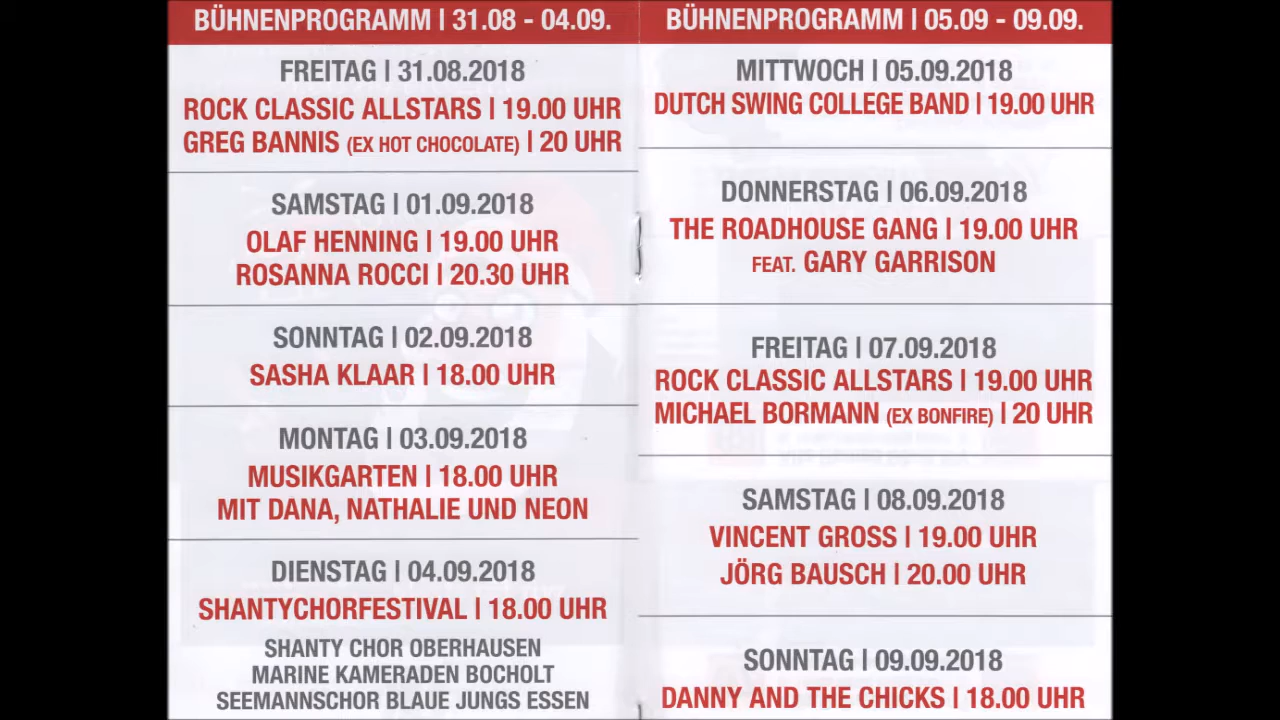 BÜHNENPROGRAMM | 31.08 - 04.09.
FREITAG | 31.08.2018
ROCK CLASSIC ALLSTARS | 19.00 UHR
GREG BANNIS (EX HOT CHOCOLATE) | 20 UHR
SAMSTAG | 01.09.2018
OLAF HENNING | 19.00 UHR
ROSANNA ROCCI | 20.30 UHR
SONNTAG | 02.09.2018
SASHA KLAAR | 18.00 UHR
MONTAG | 03.09.2018
MUSIKGARTEN | 18.00 UHR
MIT DANA, NATHALIE UND NEON
DIENSTAG | 04.09.2018
SHANTYCHORFESTIVAL | 18.00 UHR
SHANTY CHOR OBERHAUSEN
MARINE KAMERADEN BOCHOLT
SEEMANNSCHOR BLAUE JUNGS ESSEN
BÜHNENPROGRAMM | 05.09 - 09.09.
MITTWOCH | 05.09.2018
DUTCH SWING COLLEGE BAND | 19.00 UHR
DONNERSTAG | 06.09.2018
THE ROADHOUSE GANG | 19.00 UHR
FEAT. GARY GARRISON
FREITAG | 07.09.2018
ROCK CLASSIC ALLSTARS | 19.00 UHR
MICHAEL BORMANN (EX BONFIRE) | 20 UHR
SAMSTAG | 08.09.2018
VINCENT GROSS | 19.00 UHR
JÖRG BAUSCH | 20.00 UHR
SONNTAG | 09.09.2018
DANNY AND THE CHICKS | 18.00 UHR